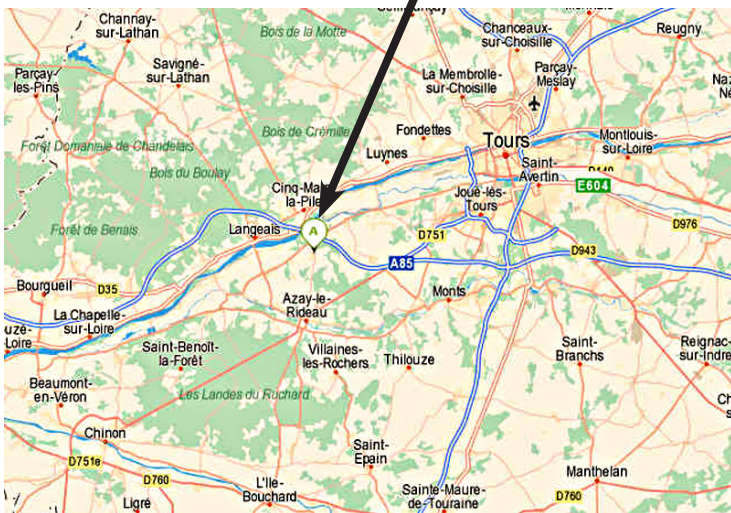 Channay-
sur-Lathan
Bois de la Motte
Chanceaux-
sur-Choisille
Reugny
Parçay-
les-Pins
Savigné-
sur-Lathan
La Membrolle-
sur-Choisille
Parçay-
Meslay
Forêt Domaniale de Chandelais
Bois de Crémille
Fondettes
Tours
Montlouis-
sur-Loire
Bois du Boulay
Luynes
Saint-
Avertin
E604
Cinq-Mars-
la-Pile
Joué-lès-
Tours
Forêt de Benais
Langeais
A
D751
D976
D943
A85
Bourgueil
D35
Monts
La Chapelle-
sur-Loire
Azay-le-
Rideau
Saint-Benoît-
la-Forêt
Villaines-
les-Rochers
Thilouze
Saint-
Branchs
Reignac-
sur-Indre
Beaumont-
en-Véron
Les Landes du Ruchard
Chinon
Saint-
Epain
D751e
D760
L'Ile-
Bouchard
Sainte-Maure-
de-Touraine
Manthelan
D760
Ligré